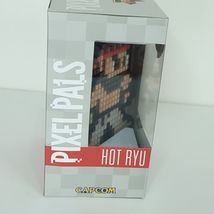 PIXEL PALS
HOT RYU
CAPCOM